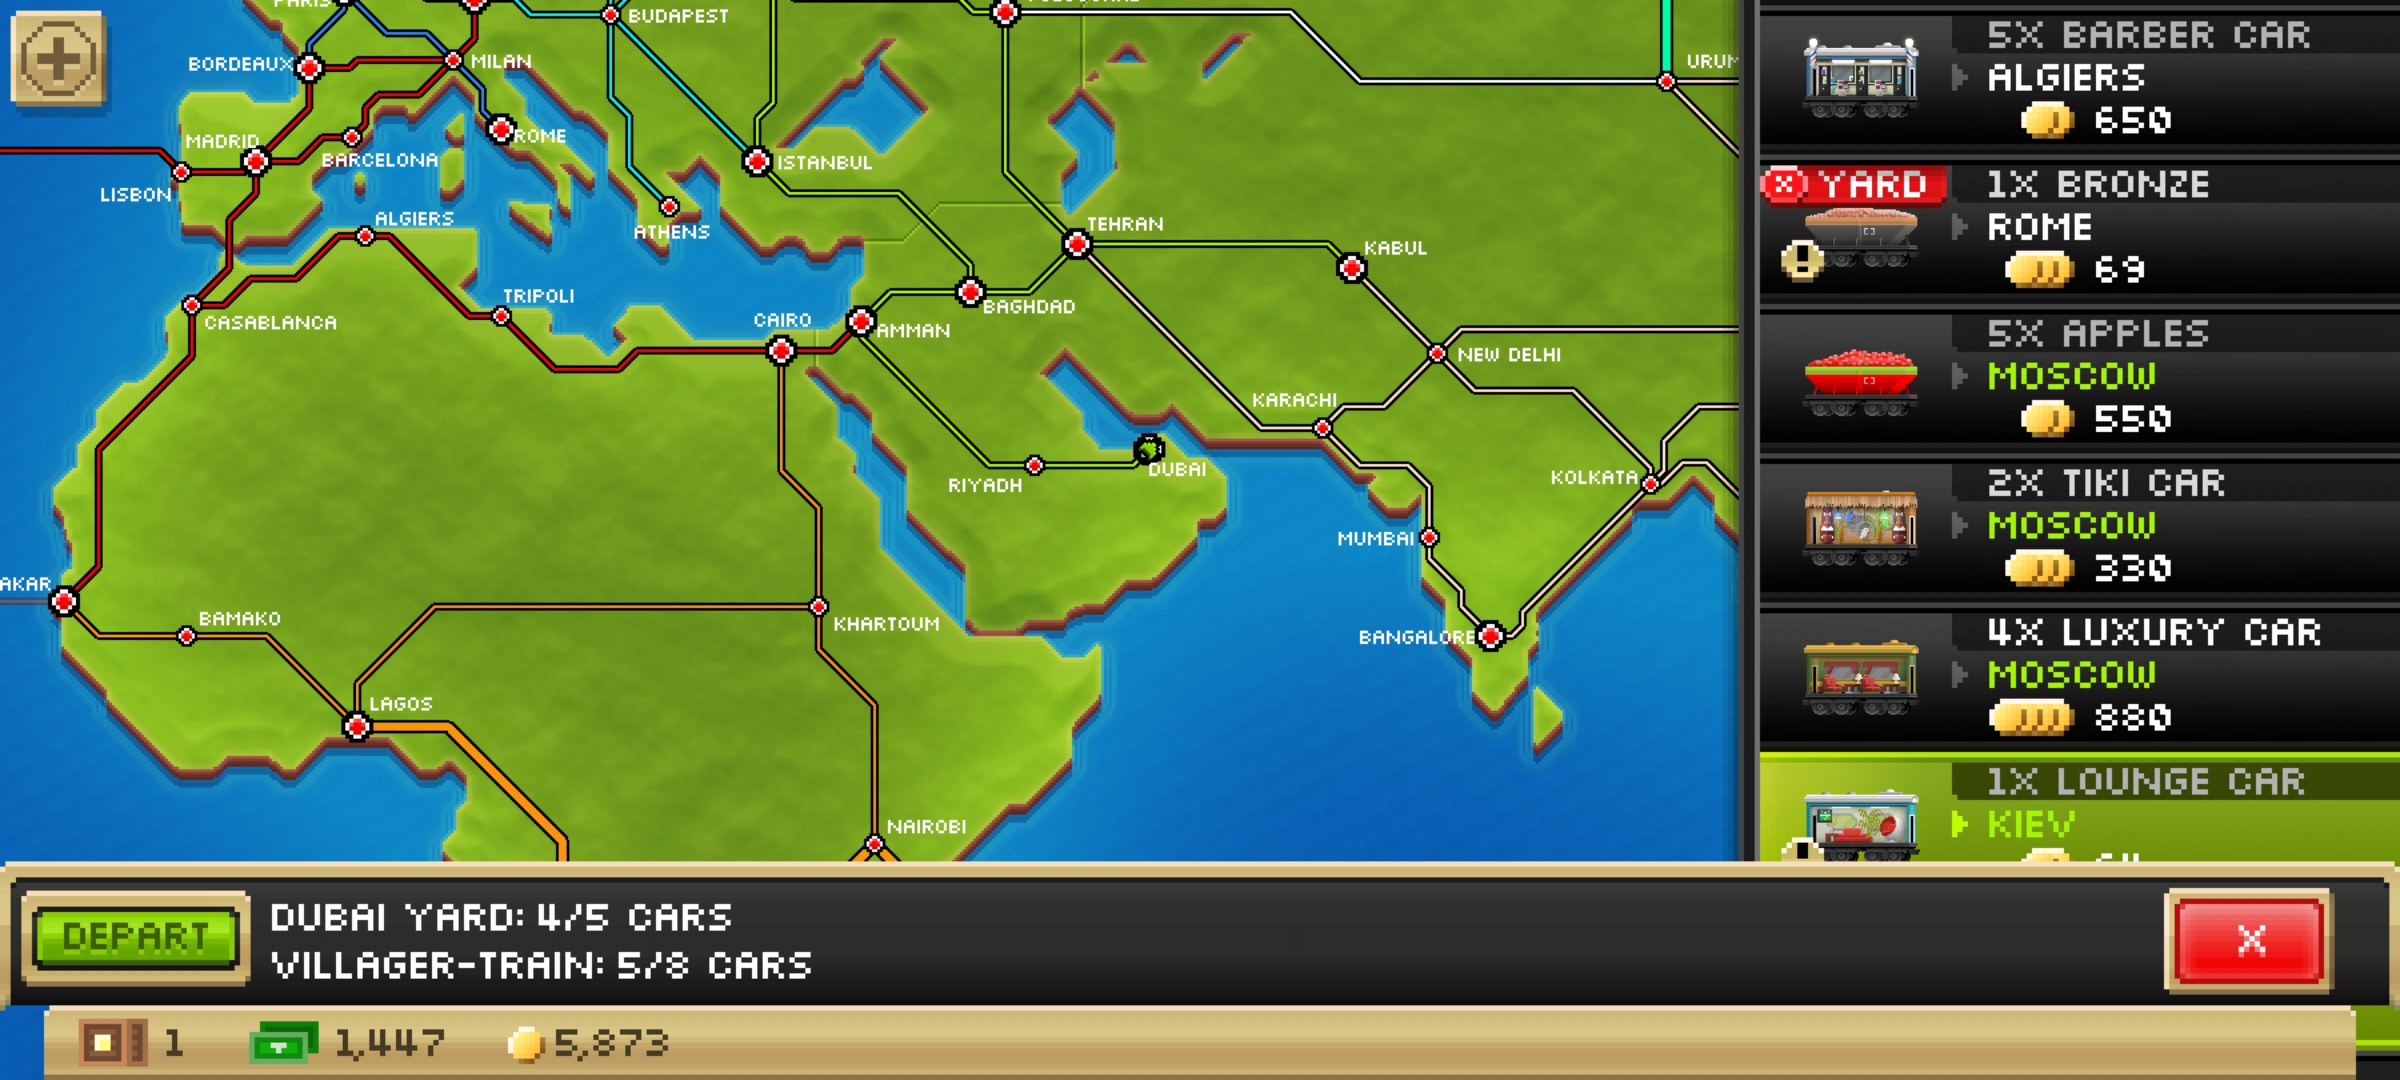 PARIS
BUDAPEST
BORDEAUX
MILAN
MADRID
ROME
BARCELONA
LISBON
ISTANBUL
ALGIERS
ATHENS
TEHRAN
KABUL
TRIPOLI
CASABLANCA
CAIRO
AMMAN
BAGHDAD
NEW DELHI
KARACHI
RIYADH
DUBAI
KOLKATA
MUMBAI
AKAR
BAMAKO
KHARTOUM
BANGALORE
LAGOS
NAIROBI
URUM
5X BARBER CAR
ALGIERS
650
X YARD
1X BRONZE
ROME
! 69
5X APPLES
MOSCOW
550
2X TIKI CAR
MOSCOW
330
4X LUXURY CAR
MOSCOW
880
1X LOUNGE CAR
KIEV
DEPART
DUBAI YARD: 4/5 CARS
VILLAGER-TRAIN: 5/8 CARS
X
1
1,447
5,873